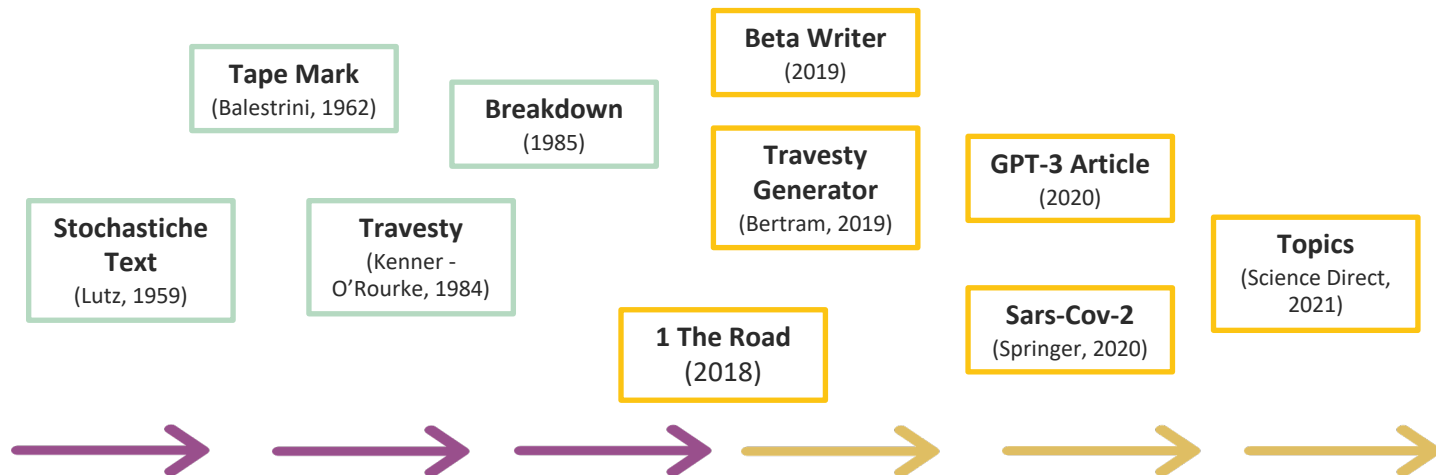 Stochastiche
Text
(Lutz, 1959)
Tape Mark
(Balestrini, 1962)
Travesty
(Kenner -
O’Rourke, 1984)
Breakdown
(1985)
1 The Road
(2018)
Beta Writer
(2019)
Travesty
Generator
(Bertram, 2019)
GPT-3 Article
(2020)
Sars-Cov-2
(Springer, 2020)
Topics
(Science Direct,
2021)